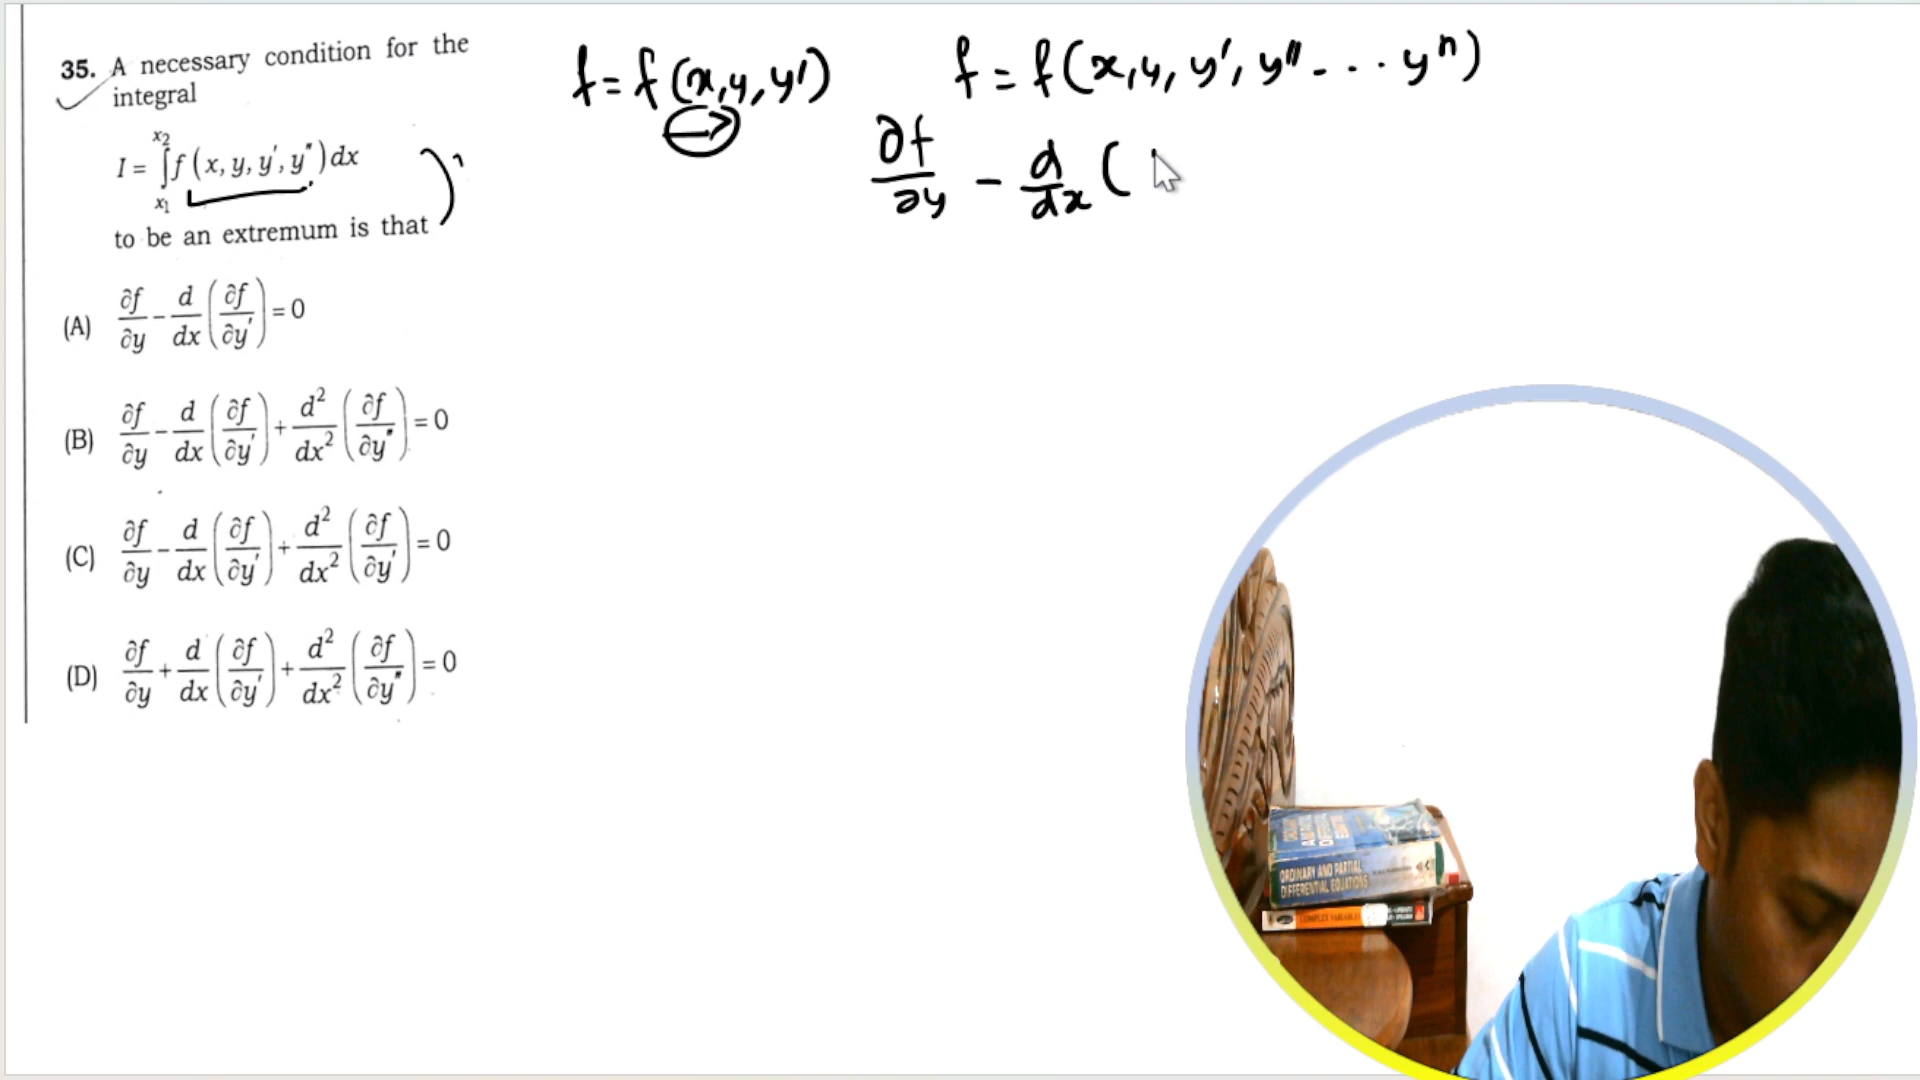 35. A necessary condition for the
integral
I = ∫_{x₁}^{x₂} f (x, y, y′, y″) dx
to be an extremum is that
(A) ∂f/∂y − d/dx (∂f/∂y′) = 0
(B) ∂f/∂y − d/dx (∂f/∂y′) + d²/dx² (∂f/∂y″) = 0
(C) ∂f/∂y − d/dx (∂f/∂y′) + d²/dx² (∂f/∂y′) = 0
(D) ∂f/∂y + d/dx (∂f/∂y′) + d²/dx² (∂f/∂y″) = 0
f = f (x, y, y′)
f = f (x, y, y′, y″ - . . . yⁿ)
∂f/∂y − d/dx (
ORDINARY AND PARTIAL
DIFFERENTIAL EQUATIONS
COMPLEX VARIABLES